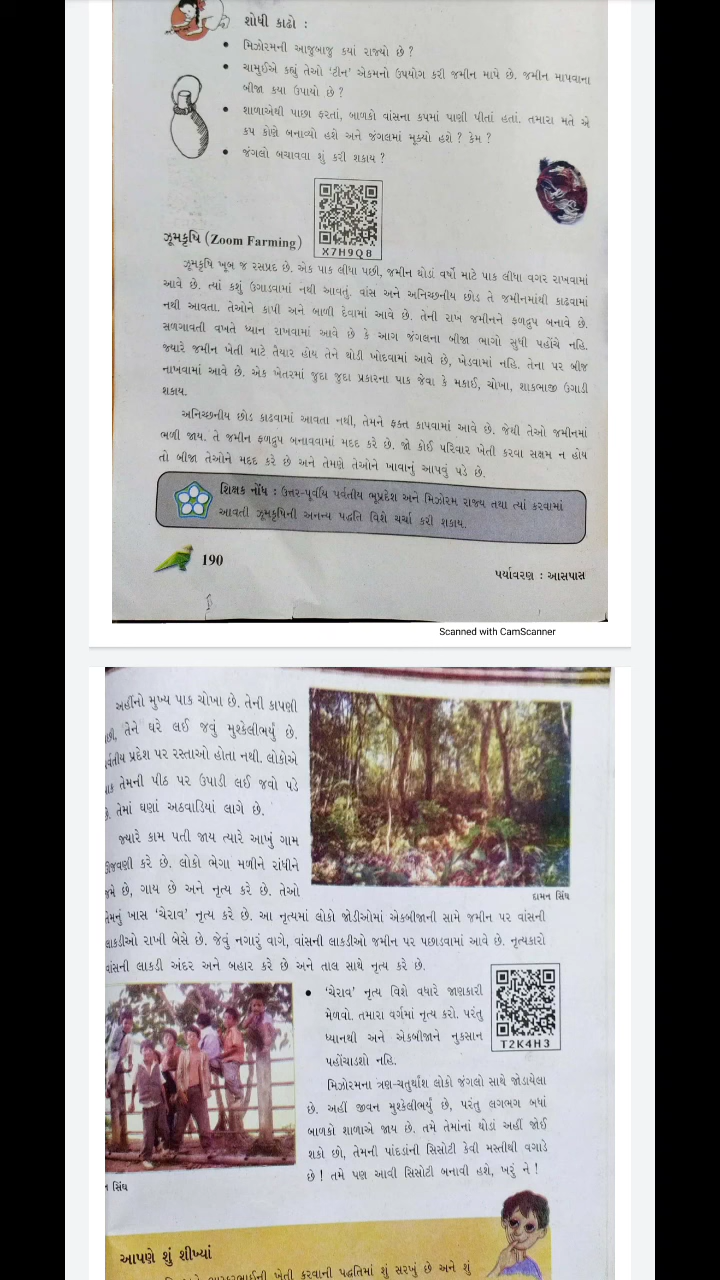 શોધી કાઢો :
• મિઝોરમની આજુબાજુ કયાં રાજ્યો છે ?
• ચામુઈએ કહ્યું તેઓ ‘ટીન’ એકમનો ઉપયોગ કરી જમીન માપે છે. જમીન માપવાના
બીજા કયા ઉપાયો છે ?
• શાળાએથી પાછા ફરતાં, બાળકો વાંસના કપમાં પાણી પીતાં હતાં. તમારા મતે એ
કપ કોણે બનાવ્યો હશે અને જંગલમાં મૂક્યો હશે ? કેમ ?
• જંગલો બચાવવા શું કરી શકાય ?
X7H9Q8
ઝૂમકૃષિ (Zoom Farming)
ઝૂમકૃષિ ખૂબ જ રસપ્રદ છે. એક પાક લીધા પછી, જમીન થોડાં વર્ષો માટે પાક લીધા વગર રાખવામાં
આવે છે. ત્યાં કશું ઉગાડવામાં નથી આવતું. વાંસ અને અનિચ્છનીય છોડ તે જમીનમાંથી કાઢવામાં
નથી આવતા. તેઓને કાપી અને બાળી દેવામાં આવે છે. તેની રાખ જમીનને ફળદ્રુપ બનાવે છે.
સળગાવતી વખતે ધ્યાન રાખવામાં આવે છે કે આગ જંગલના બીજા ભાગો સુધી પહોંચે નહિ.
જ્યારે જમીન ખેતી માટે તૈયાર હોય તેને થોડી ખોદવામાં આવે છે, ખેડવામાં નહિ. તેના પર બીજ
નાખવામાં આવે છે. એક ખેતરમાં જુદા જુદા પ્રકારના પાક જેવા કે મકાઈ, ચોખા, શાકભાજી ઉગાડી
શકાય.
અનિચ્છનીય છોડ કાઢવામાં આવતા નથી, તેમને ફક્ત કાપવામાં આવે છે. જેથી તેઓ જમીનમાં
ભળી જાય. તે જમીન ફળદ્રુપ બનાવવામાં મદદ કરે છે. જો કોઈ પરિવાર ખેતી કરવા સક્ષમ ન હોય
તો બીજા તેઓને મદદ કરે છે અને તેમણે તેઓને ખાવાનું આપવું પડે છે.
શિક્ષક નોંધ : ઉત્તર-પૂર્વીય પર્વતીય ભૂપ્રદેશ અને મિઝોરમ રાજ્ય તથા ત્યાં કરવામાં
આવતી ઝૂમકૃષિની અનન્ય પદ્ધતિ વિશે ચર્ચા કરી શકાય.
190
પર્યાવરણ : આસપાસ
Scanned with CamScanner
અહીંનો મુખ્ય પાક ચોખા છે. તેની કાપણી
તેને ઘરે લઈ જવું મુશ્કેલીભર્યું છે.
પ્રદેશ પર રસ્તાઓ હોતા નથી. લોકોએ
તેમની પીઠ પર ઉપાડી લઈ જવો પડે
તેમાં ઘણાં અઠવાડિયાં લાગે છે.
જ્યારે કામ પતી જાય ત્યારે આખું ગામ
કરે છે. લોકો ભેગા મળીને રાંધીને
છે, ગાય છે અને નૃત્ય કરે છે. તેઓ
દામન સિંઘ
ખાસ ‘ચેરાવ’ નૃત્ય કરે છે. આ નૃત્યમાં લોકો જોડીઓમાં એકબીજાની સામે જમીન પર વાંસની
લાકડીઓ રાખી બેસે છે. જેવું નગારું વાગે, વાંસની લાકડીઓ જમીન પર પછાડવામાં આવે છે. નૃત્યકારો
વાંસની લાકડી અંદર અને બહાર કરે છે અને તાલ સાથે નૃત્ય કરે છે.
• ‘ચેરાવ’ નૃત્ય વિશે વધારે જાણકારી
મેળવો. તમારા વર્ગમાં નૃત્ય કરો. પરંતુ
ધ્યાનથી અને એકબીજાને નુકસાન
પહોંચાડશો નહિ.
T2K4H3
મિઝોરમના ત્રણ-ચતુર્થાંશ લોકો જંગલો સાથે જોડાયેલા
છે. અહીં જીવન મુશ્કેલીભર્યું છે, પરંતુ લગભગ બધાં
બાળકો શાળાએ જાય છે. તમે તેમાંનાં થોડાં અહીં જોઈ
શકો છો, તેમની પાંદડાંની સિસોટી કેવી મસ્તીથી વગાડે
છે ! તમે પણ આવી સિસોટી બનાવી હશે, ખરું ને !
સિંઘ
આપણે શું શીખ્યાં
ખેતી કરવાની પદ્ધતિમાં શું સરખું છે અને શું